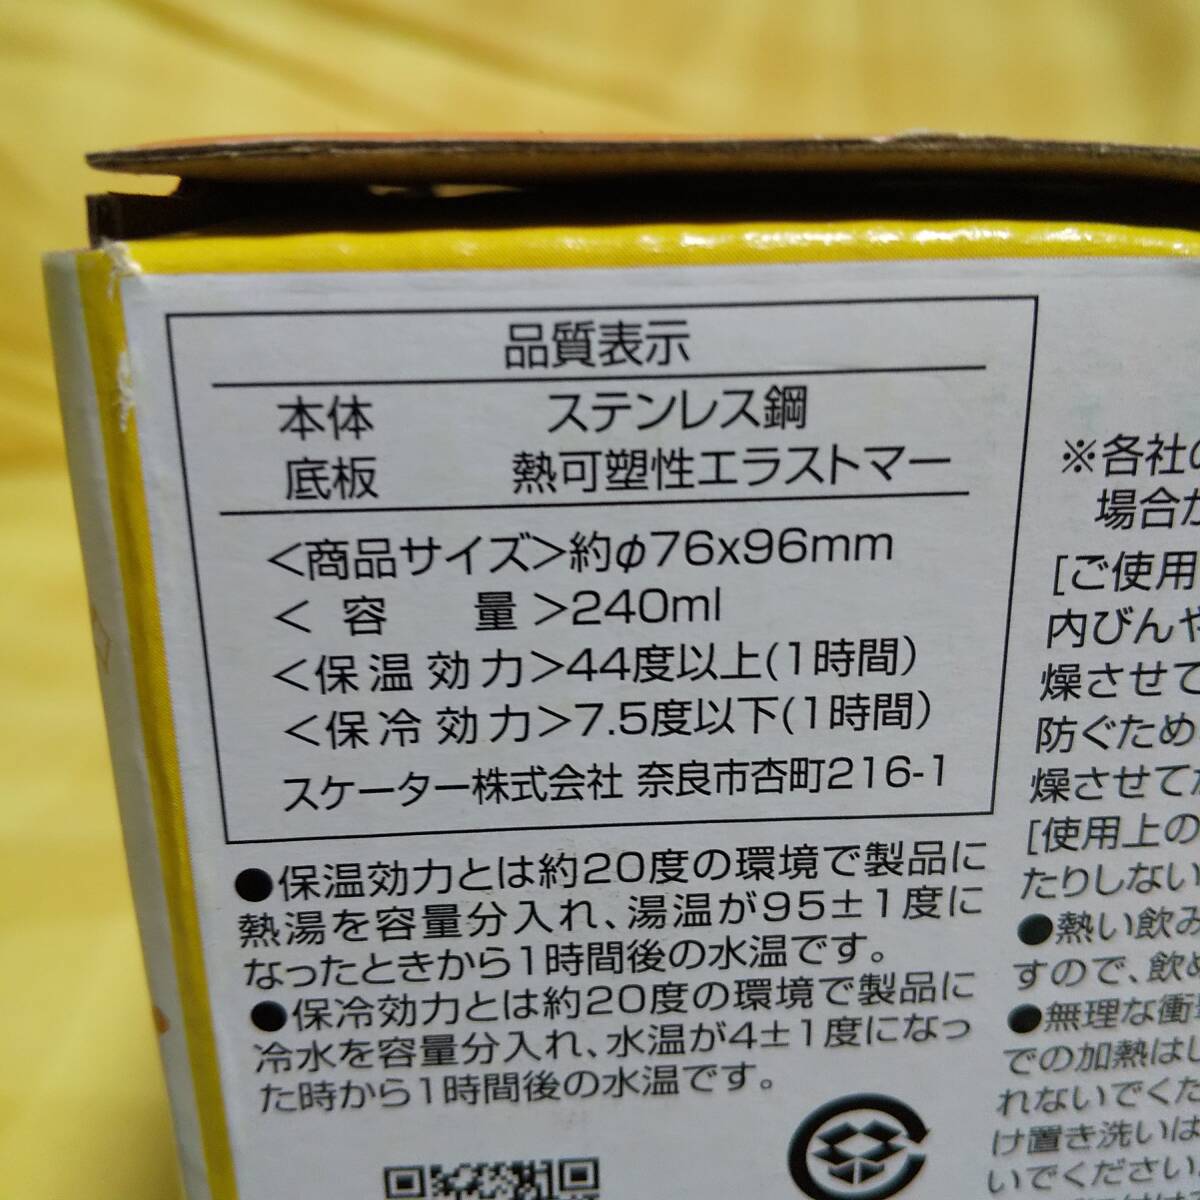 品質表示
本体 ステンレス鋼
底板 熱可塑性エラストマー
<商品サイズ>約φ76x96mm
<容量>240ml
<保温効力>44度以上(1時間)
<保冷効力>7.5度以下(1時間)
スケーター株式会社 奈良市杏町216-1
●保温効力とは約20度の環境で製品に
熱湯を容量分入れ、湯温が95±1度に
なったときから1時間後の水温です。
●保冷効力とは約20度の環境で製品に
冷水を容量分入れ、水温が4±1度になっ
た時から1時間後の水温です。
※各社の
場合が
[ご使用
内びんや
燥させて
防ぐため
燥させてか
[使用上の
たりしない
●熱い飲み
すので、飲め
●無理な衝撃
での加熱は
れないでくだ
け置き洗いは
いでください